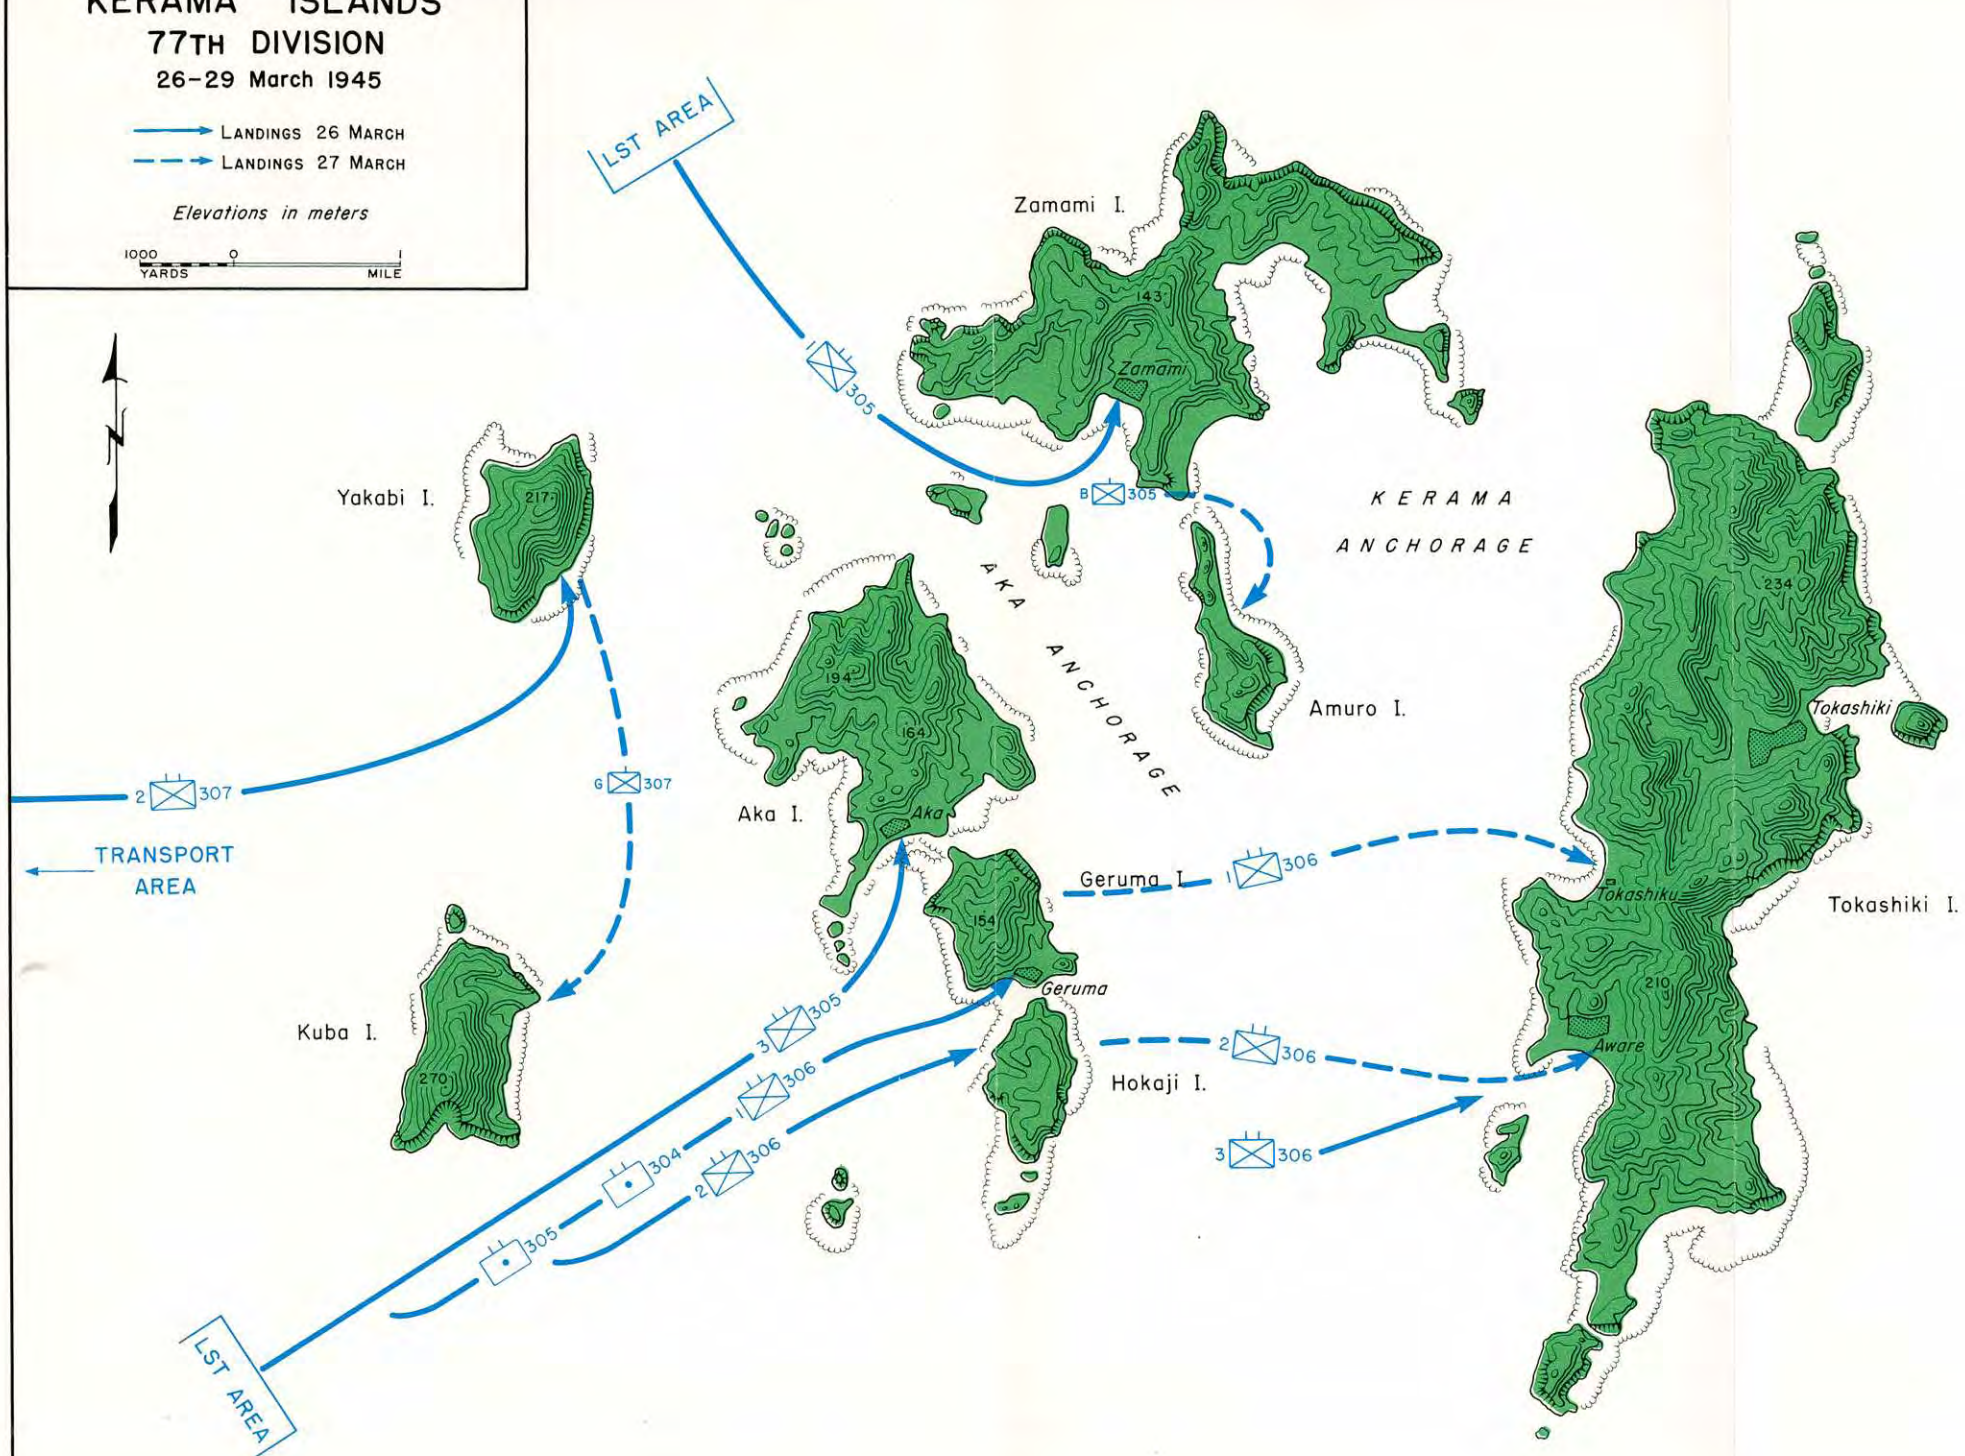 KERAMA ISLANDS
77TH DIVISION
26-29 March 1945
LANDINGS 26 MARCH
LANDINGS 27 MARCH
Elevations in meters
1000 0 1
YARDS MILE
LST AREA
Zamami I.
143
Zamami
1 305
B 305
KERAMA
ANCHORAGE
Yakabi I.
217
AKA ANCHORAGE
234
194
164
Amuro I.
Tokashiki
2 307
G 307
Aka I.
Aka
TRANSPORT
AREA
Geruma I.
1 306
Tokashiku
Tokashiki I.
154
Geruma
210
Kuba I.
270
3 305
1 306
2 306
Aware
Hokaji I.
304
2 306
3 306
305
LST AREA